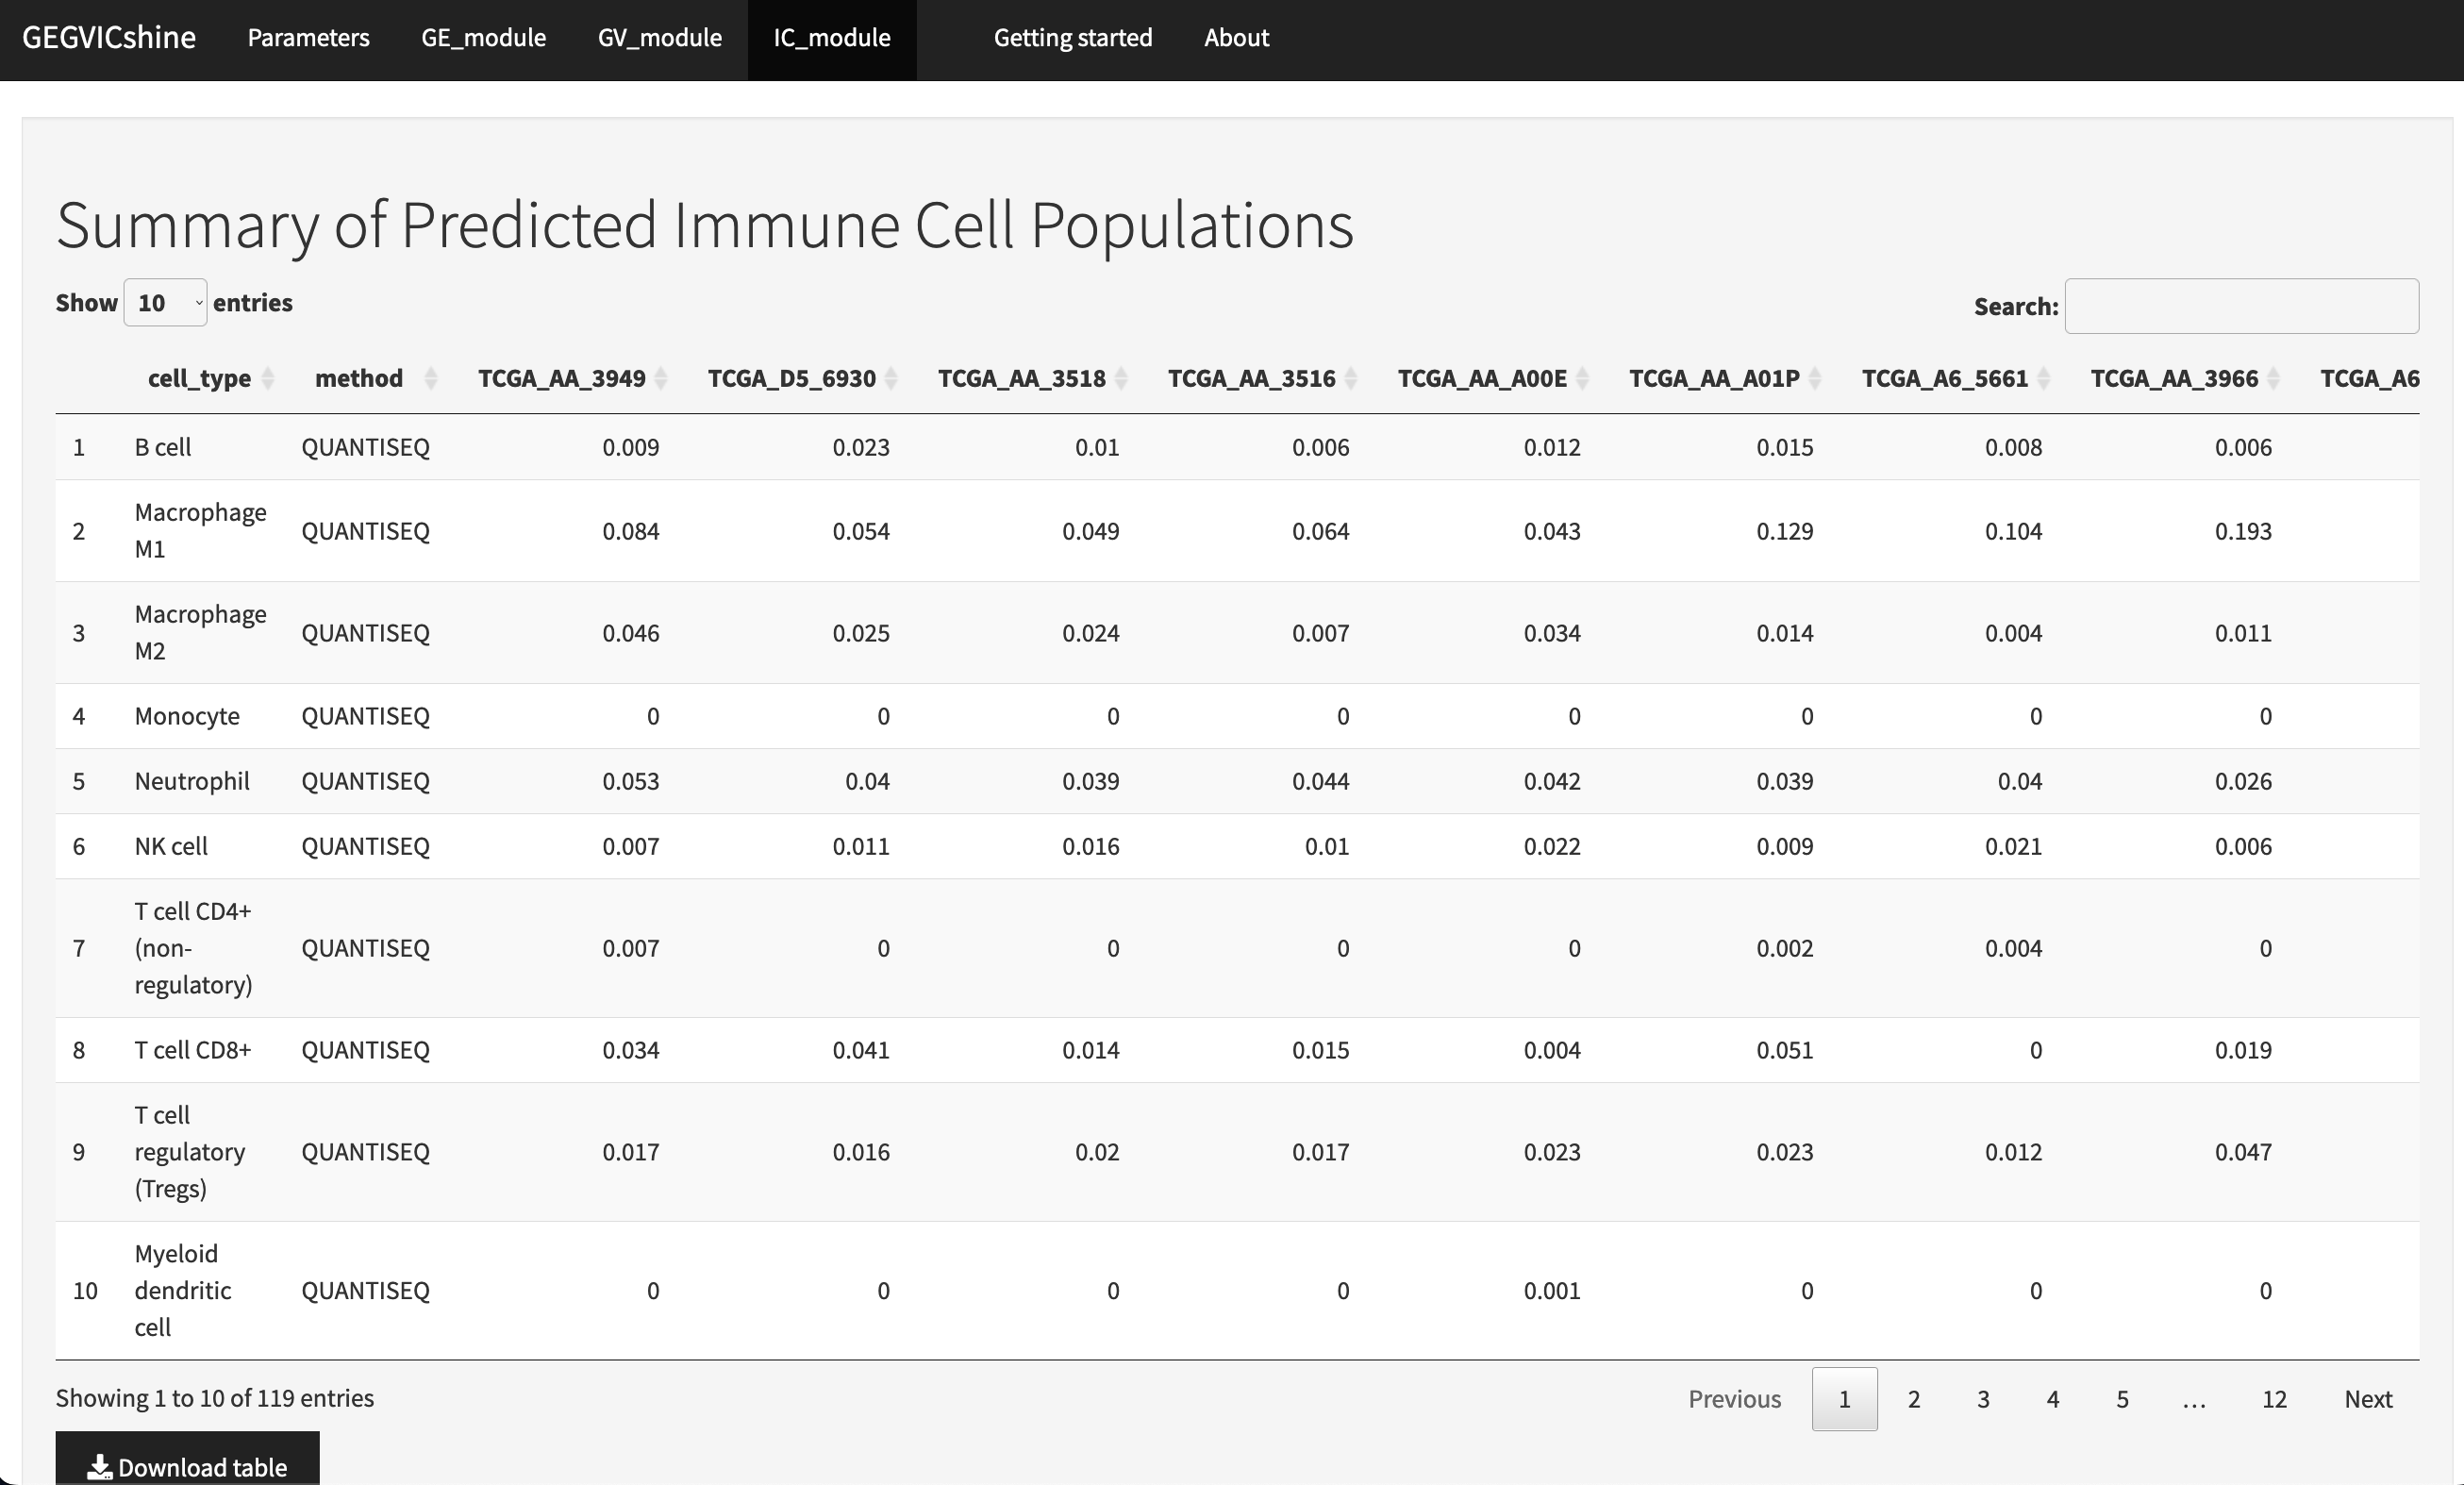 GEGVICshine Parameters GE_module GV_module IC_module Getting started About
Summary of Predicted Immune Cell Populations
Show 10 entries Search:
cell_type method TCGA_AA_3949 TCGA_D5_6930 TCGA_AA_3518 TCGA_AA_3516 TCGA_AA_A00E TCGA_AA_A01P TCGA_A6_5661 TCGA_AA_3966 TCGA_A6
1 B cell QUANTISEQ 0.009 0.023 0.01 0.006 0.012 0.015 0.008 0.006
2 Macrophage M1 QUANTISEQ 0.084 0.054 0.049 0.064 0.043 0.129 0.104 0.193
3 Macrophage M2 QUANTISEQ 0.046 0.025 0.024 0.007 0.034 0.014 0.004 0.011
4 Monocyte QUANTISEQ 0 0 0 0 0 0 0 0
5 Neutrophil QUANTISEQ 0.053 0.04 0.039 0.044 0.042 0.039 0.04 0.026
6 NK cell QUANTISEQ 0.007 0.011 0.016 0.01 0.022 0.009 0.021 0.006
7 T cell CD4+ (non-regulatory) QUANTISEQ 0.007 0 0 0 0 0.002 0.004 0
8 T cell CD8+ QUANTISEQ 0.034 0.041 0.014 0.015 0.004 0.051 0 0.019
9 T cell regulatory (Tregs) QUANTISEQ 0.017 0.016 0.02 0.017 0.023 0.023 0.012 0.047
10 Myeloid dendritic cell QUANTISEQ 0 0 0 0 0.001 0 0 0
Showing 1 to 10 of 119 entries Previous 1 2 3 4 5 … 12 Next
Download table